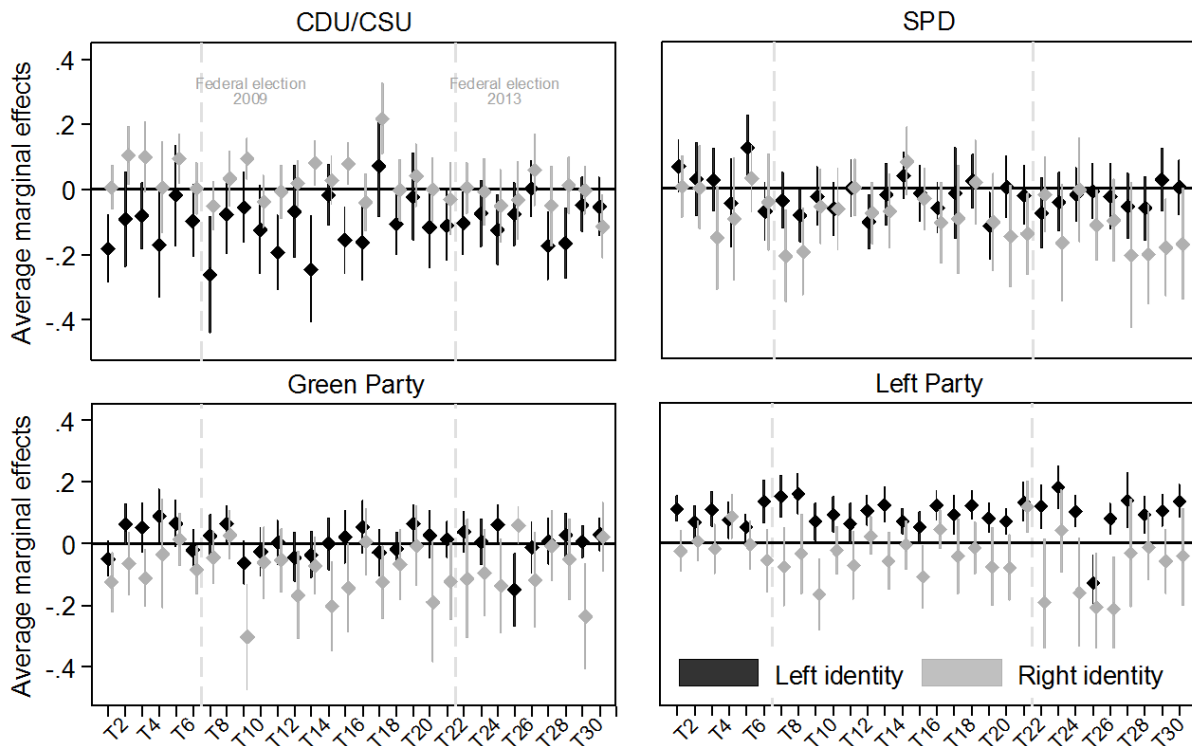 CDU/CSU
SPD
Average marginal effects
.4
.2
0
-.2
-.4
Federal election
2009
Federal election
2013
Green Party
Left Party
Average marginal effects
.4
.2
0
-.2
-.4
Left identity
Right identity
T2 T4 T6 T8 T10 T12 T14 T16 T18 T20 T22 T24 T26 T28 T30
T2 T4 T6 T8 T10 T12 T14 T16 T18 T20 T22 T24 T26 T28 T30